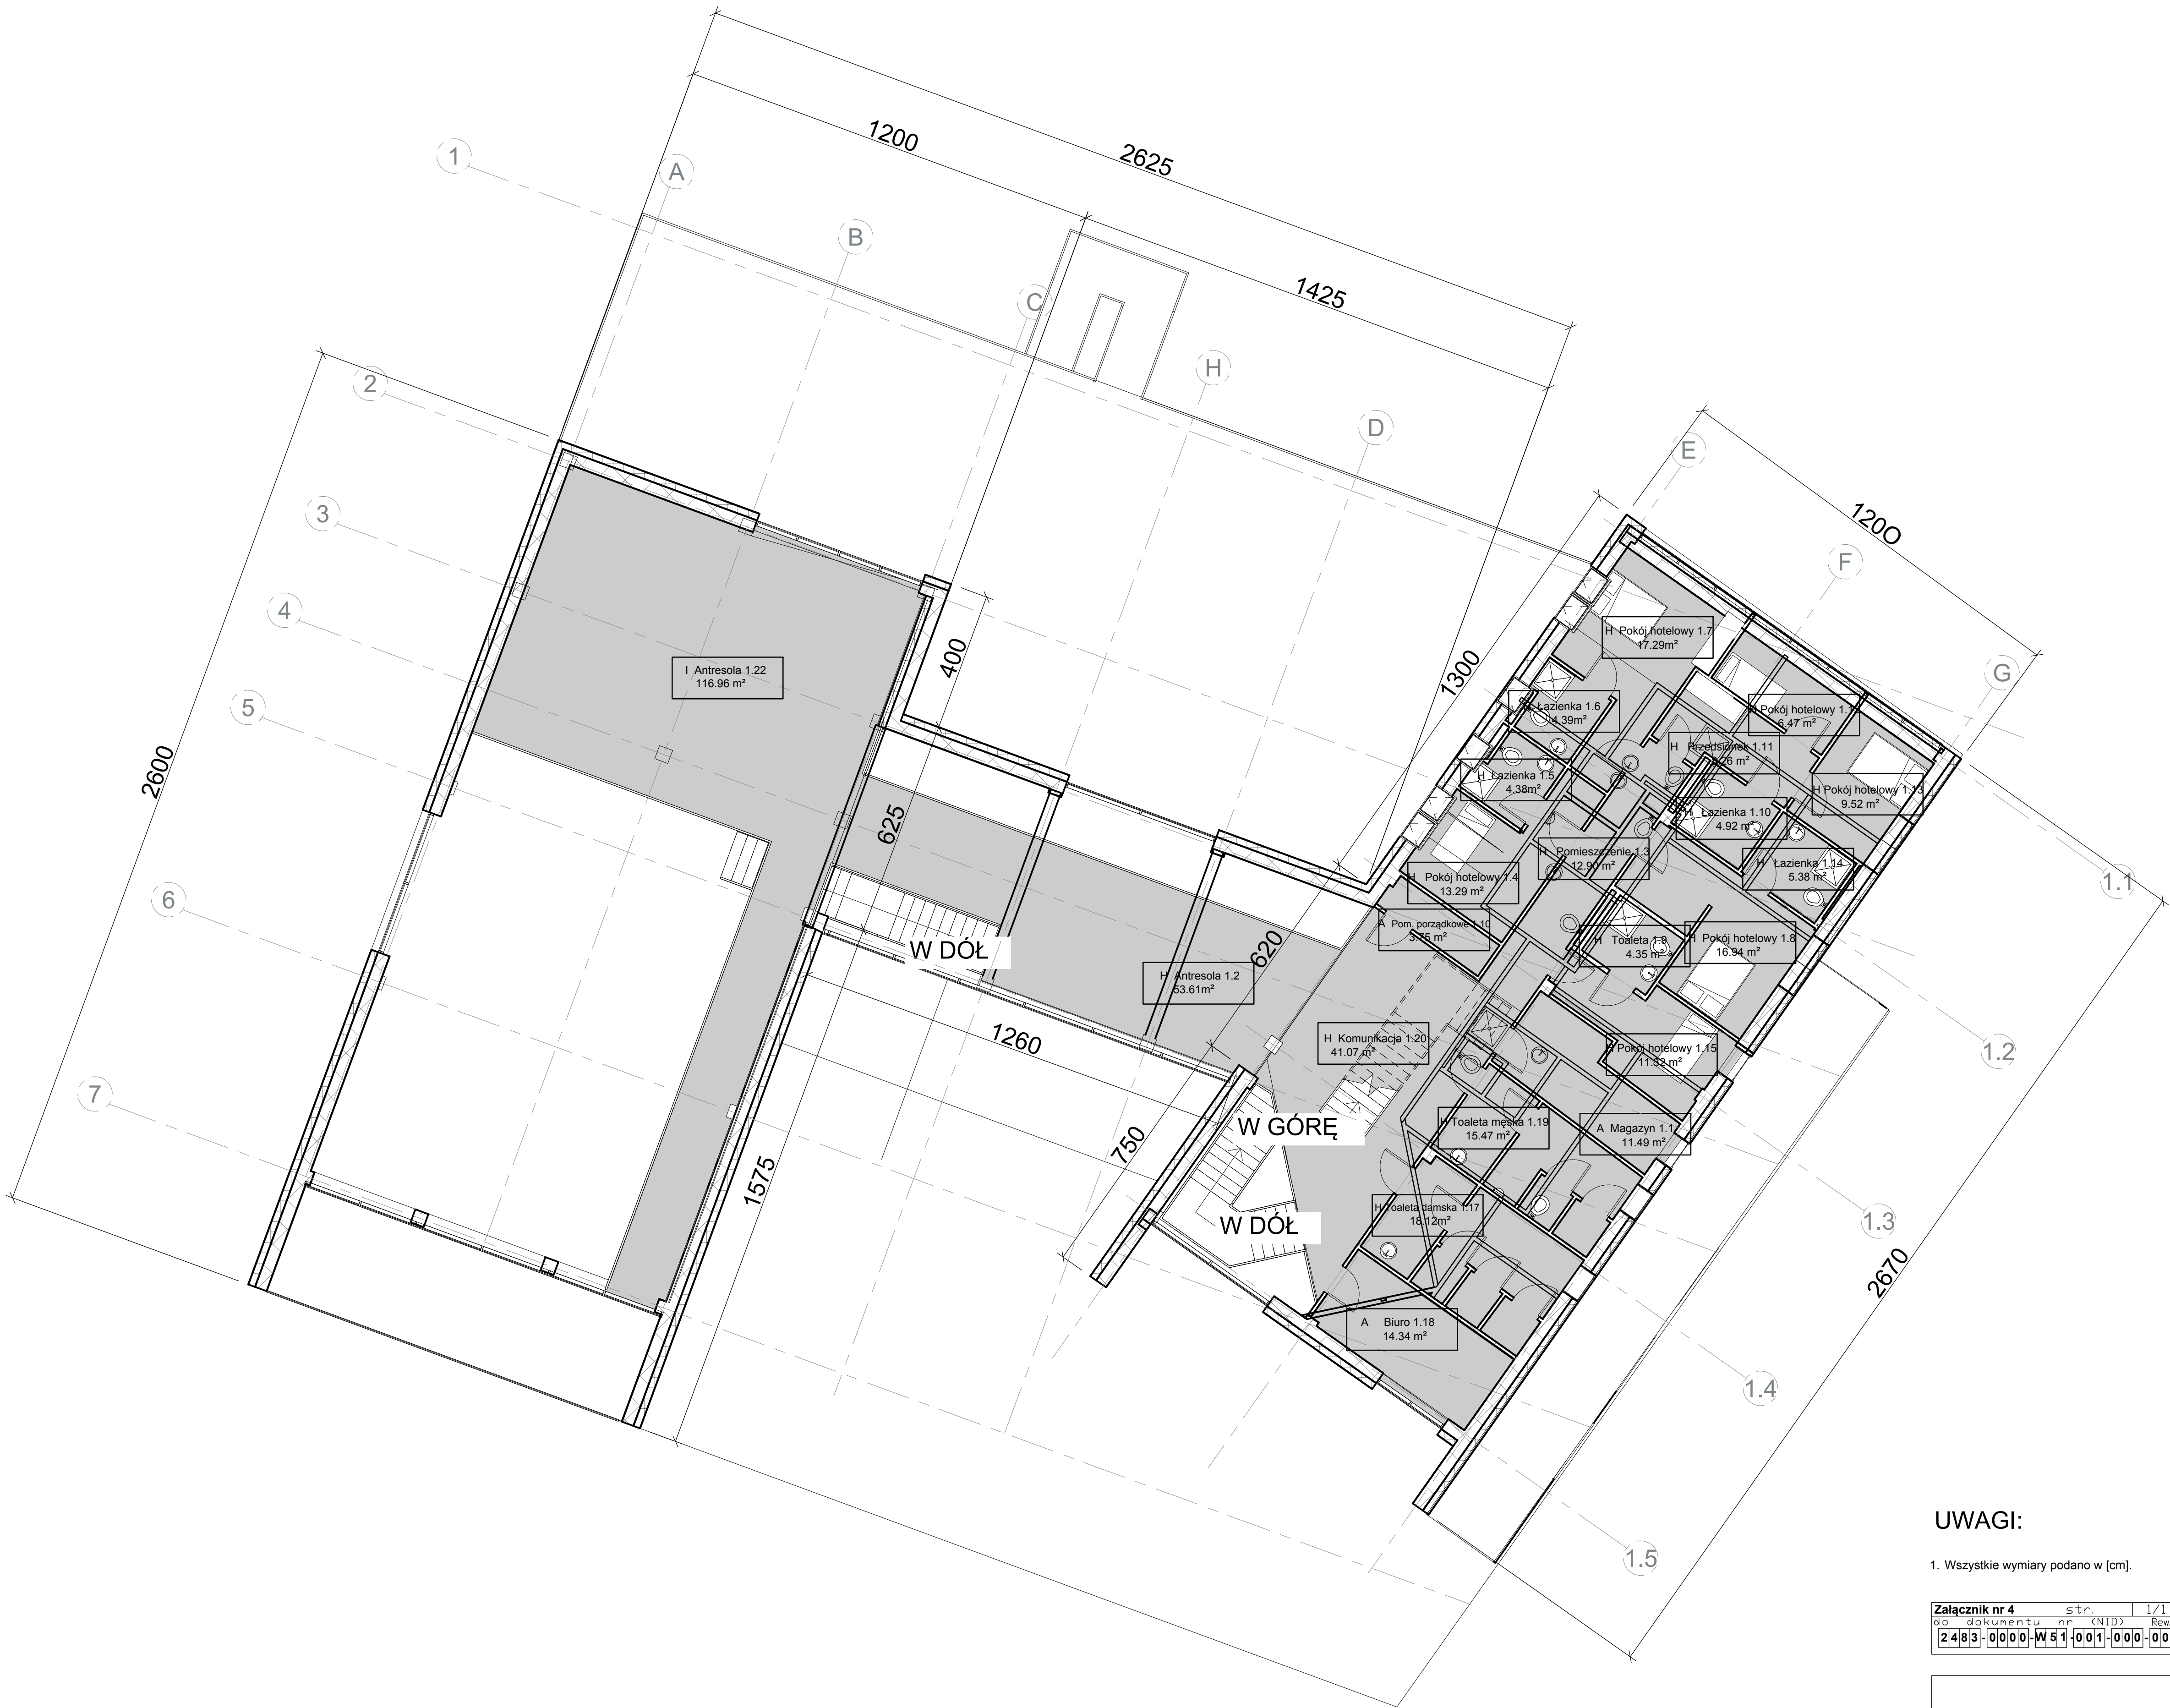 1
A
B
C
H
D
E
F
G
2
3
4
5
6
7
1.1
1.2
1.3
1.4
1.5
1200
2625
1425
120O
1300
400
625
2600
620
1260
750
1575
2670
I Antresola 1.22
116.96 m²
H Pokój hotelowy 1.7
17.29m²
Łazienka 1.6
4.39m²
Pokój hotelowy
6.47 m²
H Przedsionek 1.11
H Łazienka 1.5
4.38m²
H Pokój hotelowy 1.13
9.52 m²
H Łazienka 1.10
4.92 m²
H Pomieszczenie 1.3
12.90 m²
H Łazienka 1.14
5.38 m²
H Pokój hotelowy 1.4
13.29 m²
A Pom. porządkowe 1.10
3.75 m²
H Toaleta 1.9
4.35 m²
H Pokój hotelowy 1.8
16.94 m²
W DÓŁ
H Antresola 1.2
53.61m²
H Komunikacja 1.20
41.07 m²
H Pokój hotelowy 1.15
11.32 m²
W GÓRĘ
H Toaleta męska 1.19
15.47 m²
A Magazyn 1.1
11.49 m²
W DÓŁ
H Toaleta damska 1.17
18.12m²
A Biuro 1.18
14.34 m²
UWAGI:
1. Wszystkie wymiary podano w [cm].
Załącznik nr 4 str. 1/1
do dokumentu nr (NID) Rew.
2483-0000-W51-001-000-00